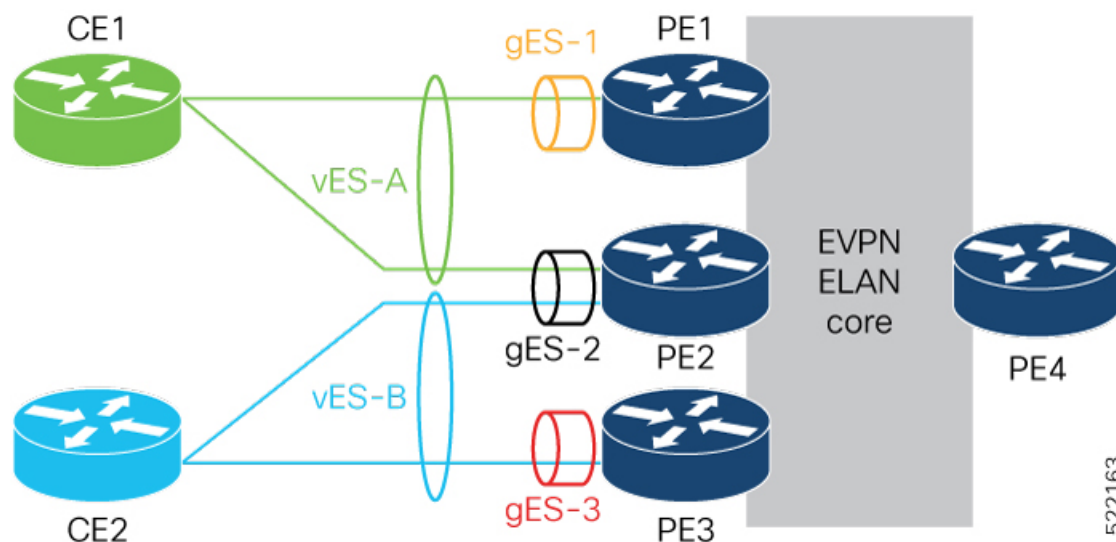 CE1
gES-1
PE1
vES-A
EVPN
ELAN
core
gES-2
PE2
PE4
vES-B
gES-3
CE2
PE3
522163